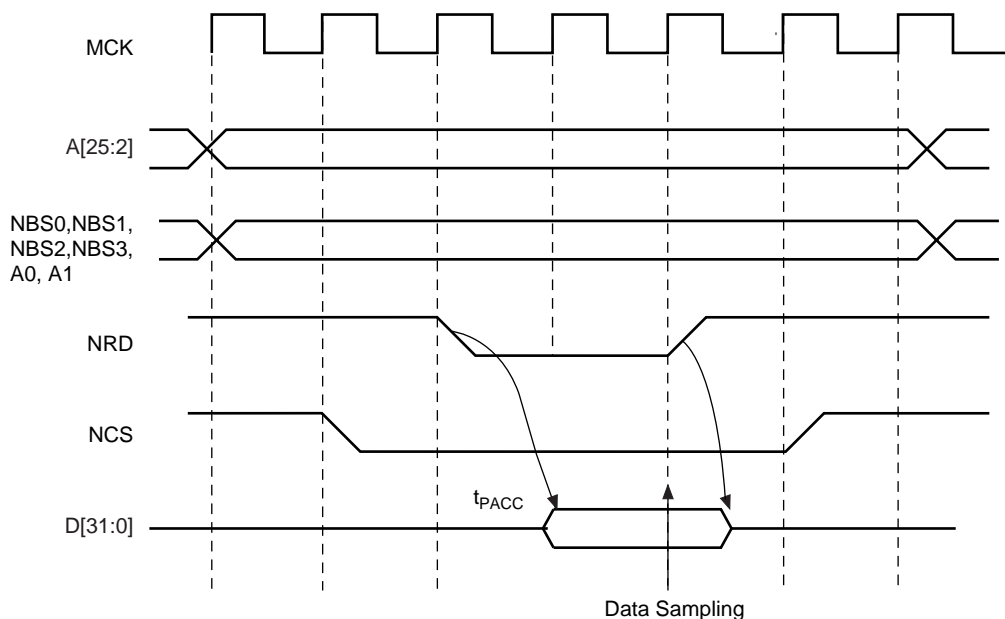 MCK
A[25:2]
NBS0,NBS1,
NBS2,NBS3,
A0, A1
NRD
NCS
tPACC
D[31:0]
Data Sampling